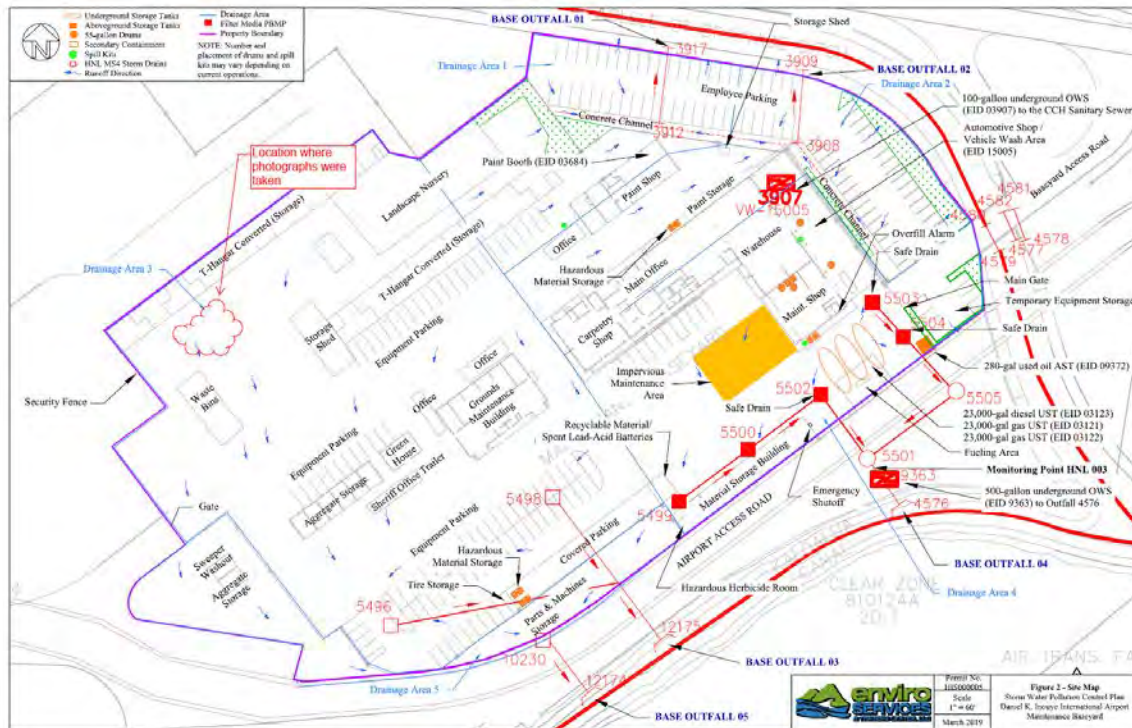 Underground Storage Tanks
Aboveground Storage Tanks
55-gallon Drums
Secondary Containment
Spill Kits
HNL MS4 Storm Drains
Runoff Direction
Drainage Area
Filter Media PBMP
Property Boundary
NOTE: Number and
placement of drums and spill
kits may vary depending on
current operations.
N
BASE OUTFALL 01
Storage Shed
3917
3909
BASE OUTFALL 02
Drainage Area 1
Drainage Area 2
Employee Parking
100-gallon underground OWS
(EID 03907) to the CCH Sanitary Sewer
Concrete Channel
3912
3908
Automotive Shop /
Vehicle Wash Area
(EID 15005)
Location where
photographs were
taken
Paint Booth (EID 03684)
Paint Shop
Paint Storage
3907
VW-15005
Concrete Channel
Baseyard Access Road
4581
4582
4578
4577
4579
Landscape Nursery
T-Hangar Converted (Storage)
T-Hangar Converted (Storage)
Office
Warehouse
Overfill Alarm
Safe Drain
Drainage Area 3
Hazardous
Material Storage
Main Office
Maint. Shop
Main Gate
5503
Temporary Equipment Storage
Storage
Shed
Equipment Parking
Carpentry
Shop
5504
Safe Drain
Security Fence
Waste
Bins
Office
Office
Grounds
Maintenance
Building
Impervious
Maintenance
Area
280-gal used oil AST (EID 09372)
5502
5505
Safe Drain
23,000-gal diesel UST (EID 03123)
23,000-gal gas UST (EID 03121)
23,000-gal gas UST (EID 03122)
Recyclable Material/
Spent Lead-Acid Batteries
5500
Fueling Area
Equipment Parking
Green
House
Aggregate Storage
Sheriff Office Trailer
Material Storage Building
5501
Monitoring Point HNL 003
9363
500-gallon underground OWS
(EID 9363) to Outfall 4576
Emergency
Shutoff
5498
5499
4576
Gate
Equipment Parking
AIRPORT ACCESS ROAD
Sweeper
Washout
Aggregate
Storage
Hazardous
Material Storage
Covered Parking
BASE OUTFALL 04
Tire Storage
Hazardous Herbicide Room
CLEAR ZONE
810124A
Drainage Area 4
5496
Parts & Machines
Storage
12175
10230
BASE OUTFALL 03
AIR TRANS. FA
12174
Drainage Area 5
BASE OUTFALL 05
enviro
SERVICES
Permit No.
Scale
1" = 60'
March 2019
Figure 2 - Site Map
Storm Water Pollution Control Plan
Daniel K. Inouye International Airport
Maintenance Baseyard